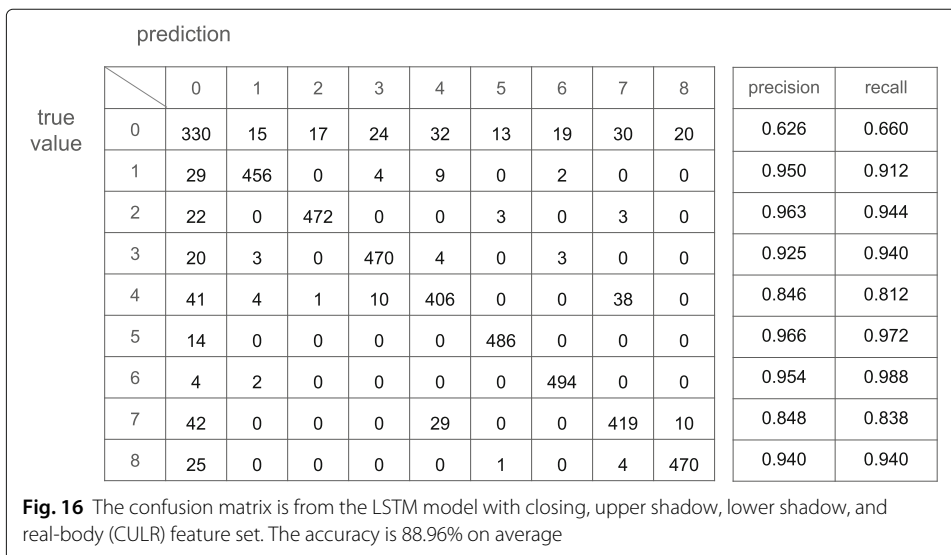 prediction
0 1 2 3 4 5 6 7 8 precision recall
true value 0 330 15 17 24 32 13 19 30 20 0.626 0.660
1 29 456 0 4 9 0 2 0 0 0.950 0.912
2 22 0 472 0 0 3 0 3 0 0.963 0.944
3 20 3 0 470 4 0 3 0 0 0.925 0.940
4 41 4 1 10 406 0 0 38 0 0.846 0.812
5 14 0 0 0 0 486 0 0 0 0.966 0.972
6 4 2 0 0 0 0 494 0 0 0.954 0.988
7 42 0 0 0 29 0 0 419 10 0.848 0.838
8 25 0 0 0 0 1 0 4 470 0.940 0.940
Fig. 16 The confusion matrix is from the LSTM model with closing, upper shadow, lower shadow, and
real-body (CULR) feature set. The accuracy is 88.96% on average